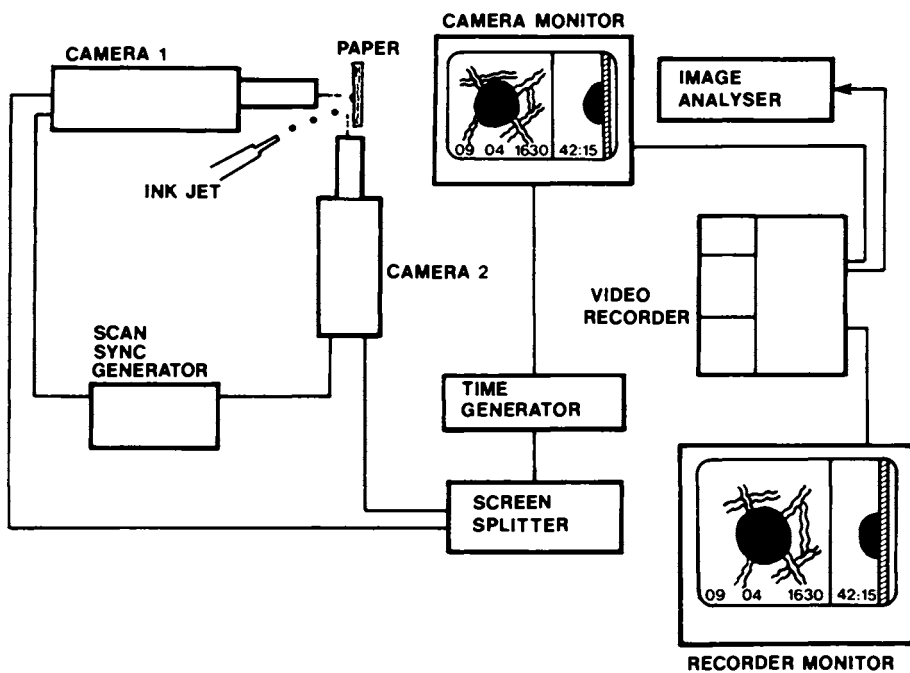 CAMERA MONITOR
CAMERA 1
PAPER
IMAGE
ANALYSER
09 04 1630 42:15
INK JET
CAMERA 2
VIDEO
RECORDER
SCAN
SYNC
GENERATOR
TIME
GENERATOR
SCREEN
SPLITTER
09 04 1630 42:15
RECORDER MONITOR